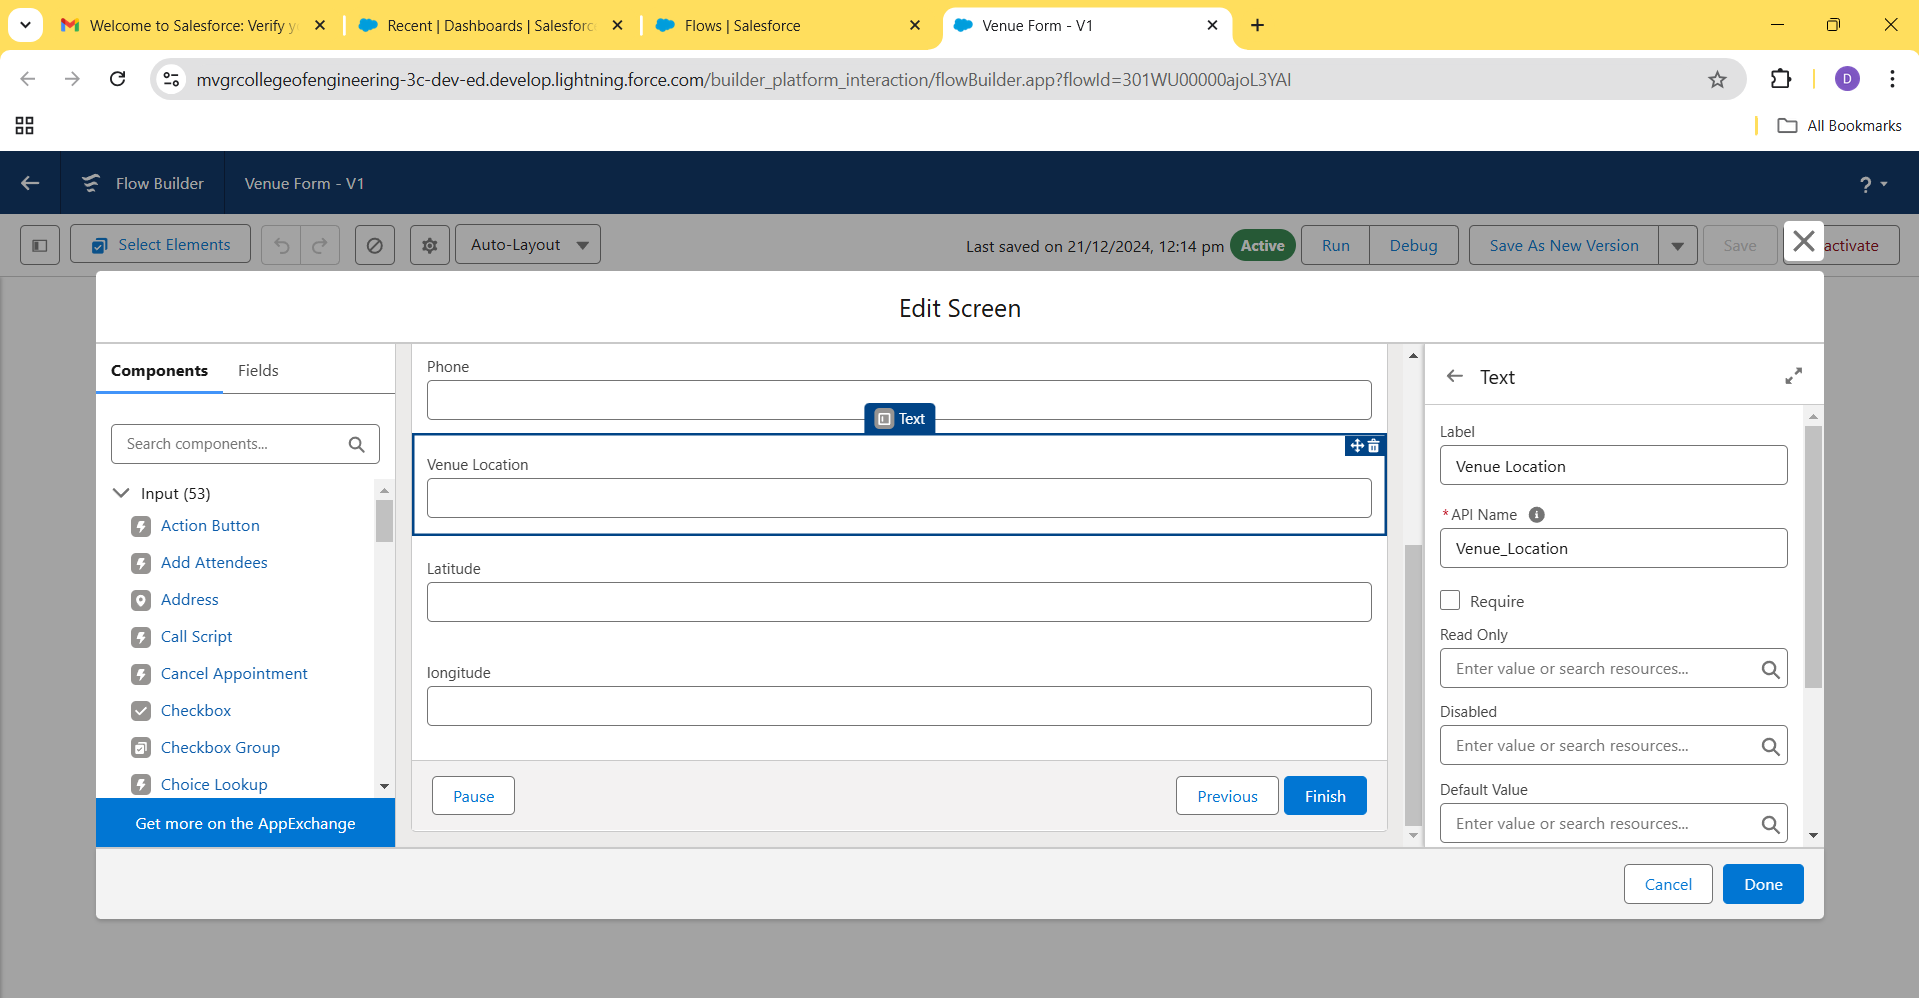 Welcome to Salesforce: Verify y
Recent | Dashboards | Salesforc
Flows | Salesforce
Venue Form - V1
mvgrcollegeofengineering-3c-dev-ed.develop.lightning.force.com/builder_platform_interaction/flowBuilder.app?flowId=301WU00000ajoL3YAI
D
All Bookmarks
Flow Builder
Venue Form - V1
?
Select Elements
Auto-Layout
Last saved on 21/12/2024, 12:14 pm
Active
Run
Debug
Save As New Version
Save
activate
Edit Screen
Components
Fields
Search components...
Input (53)
Action Button
Add Attendees
Address
Call Script
Cancel Appointment
Checkbox
Checkbox Group
Choice Lookup
Get more on the AppExchange
Phone
Text
Venue Location
Latitude
longitude
Pause
Previous
Finish
Text
Label
Venue Location
* API Name
Venue_Location
Require
Read Only
Enter value or search resources...
Disabled
Enter value or search resources...
Default Value
Enter value or search resources...
Cancel
Done